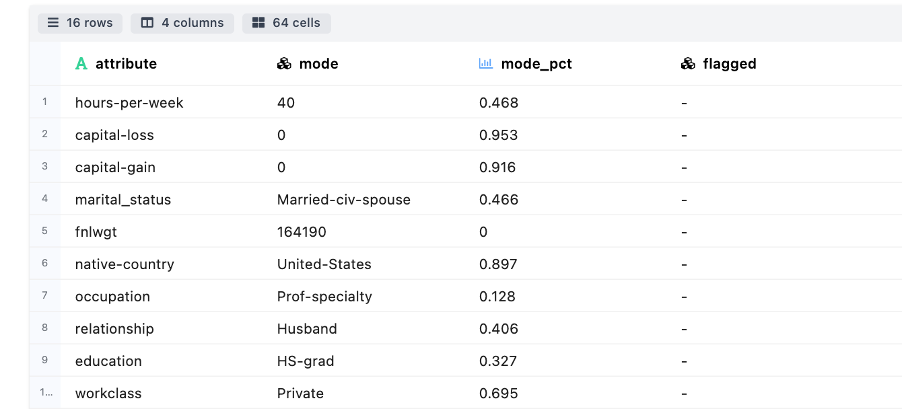 16 rows 4 columns 64 cells
attribute mode mode_pct flagged
1 hours-per-week 40 0.468 -
2 capital-loss 0 0.953 -
3 capital-gain 0 0.916 -
4 marital_status Married-civ-spouse 0.466 -
5 fnlwgt 164190 0 -
6 native-country United-States 0.897 -
7 occupation Prof-specialty 0.128 -
8 relationship Husband 0.406 -
9 education HS-grad 0.327 -
1... workclass Private 0.695 -